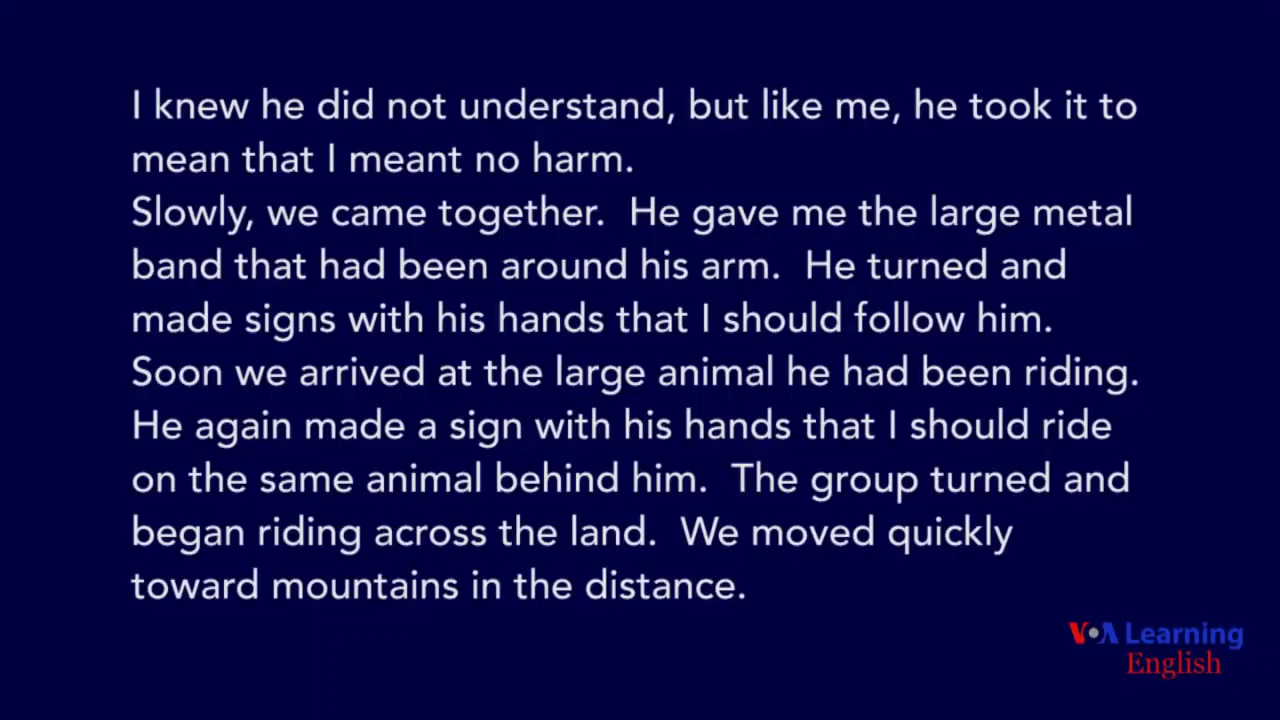 I knew he did not understand, but like me, he took it to
mean that I meant no harm.
Slowly, we came together.  He gave me the large metal
band that had been around his arm.  He turned and
made signs with his hands that I should follow him.
Soon we arrived at the large animal he had been riding.
He again made a sign with his hands that I should ride
on the same animal behind him.  The group turned and
began riding across the land.  We moved quickly
toward mountains in the distance.
VOA Learning
English